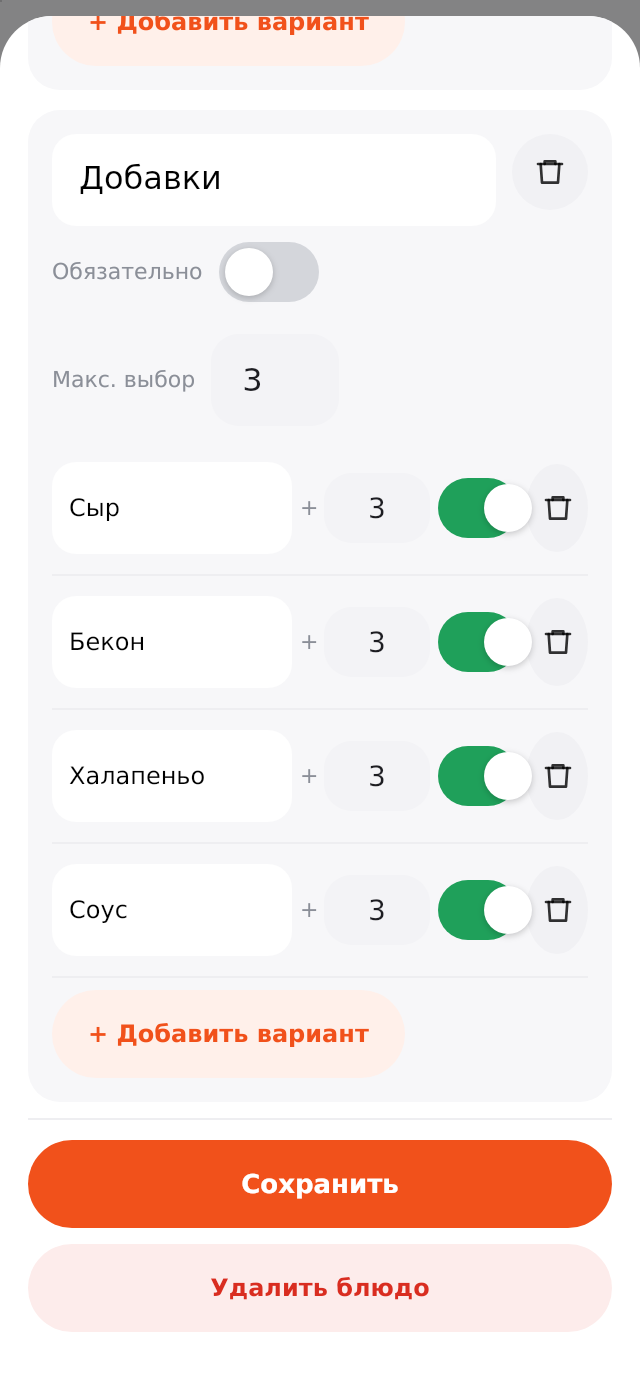 + Добавить вариант
Добавки
Обязательно
Макс. выбор 3
Сыр + 3
Бекон + 3
Халапеньо + 3
Соус + 3
+ Добавить вариант
Сохранить
Удалить блюдо